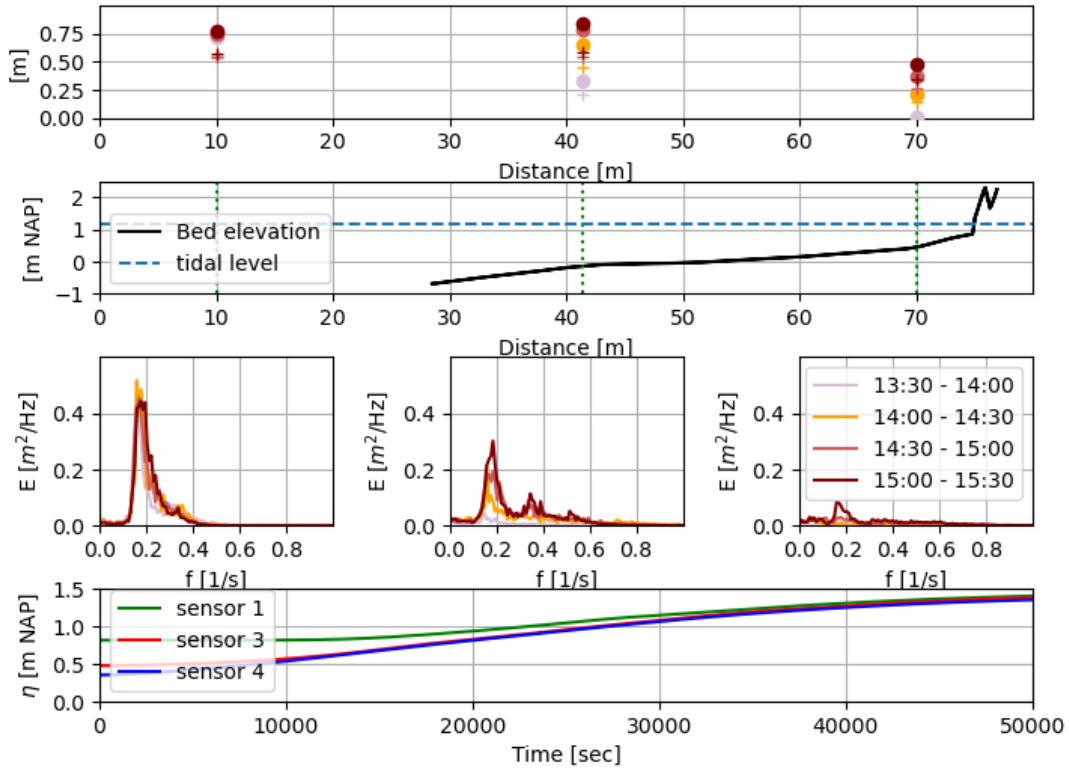 [m]
0.75
0.50
0.25
0.00
0 10 20 30 40 50 60 70
Distance [m]
[m NAP]
2
1
0
−1
Bed elevation
tidal level
0 10 20 30 40 50 60 70
Distance [m]
E [m²/Hz]
0.4
0.2
0.0
0.0 0.2 0.4 0.6 0.8
f [1/s]
E [m²/Hz]
0.4
0.2
0.0
0.0 0.2 0.4 0.6 0.8
f [1/s]
E [m²/Hz]
0.4
0.2
0.0
13:30 - 14:00
14:00 - 14:30
14:30 - 15:00
15:00 - 15:30
0.0 0.2 0.4 0.6 0.8
f [1/s]
η [m NAP]
1.5
1.0
0.5
0.0
sensor 1
sensor 3
sensor 4
0 10000 20000 30000 40000 50000
Time [sec]